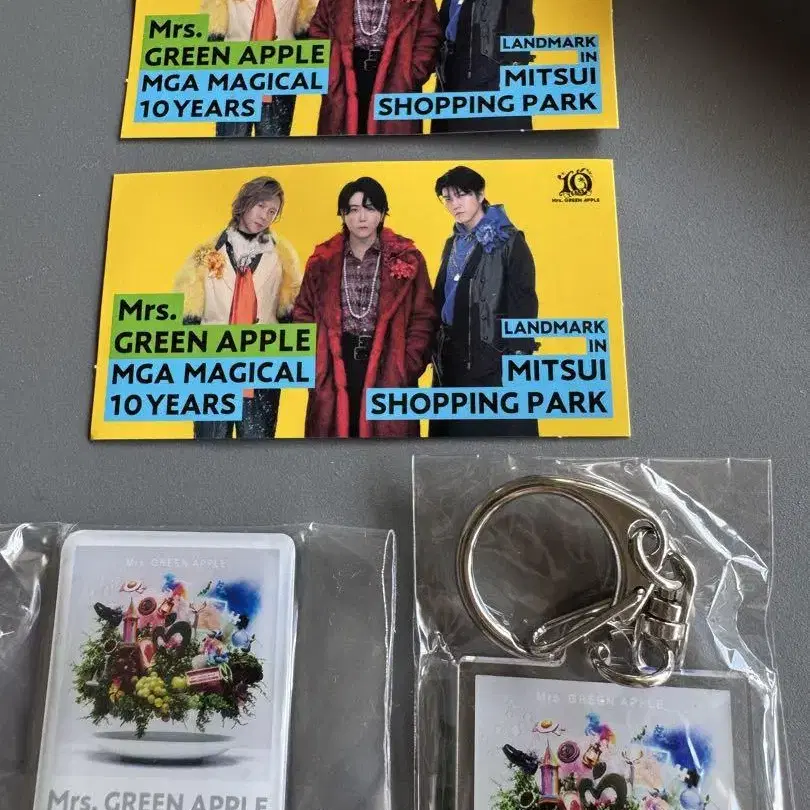 Mrs.
GREEN APPLE
MGA MAGICAL
10 YEARS
LANDMARK
IN
MITSUI
SHOPPING PARK
10
Mrs. GREEN APPLE
Mrs.
GREEN APPLE
MGA MAGICAL
10 YEARS
LANDMARK
IN
MITSUI
SHOPPING PARK
Mrs. GREEN APPLE
Mrs. GREEN APPLE
Mrs. GREEN APPLE